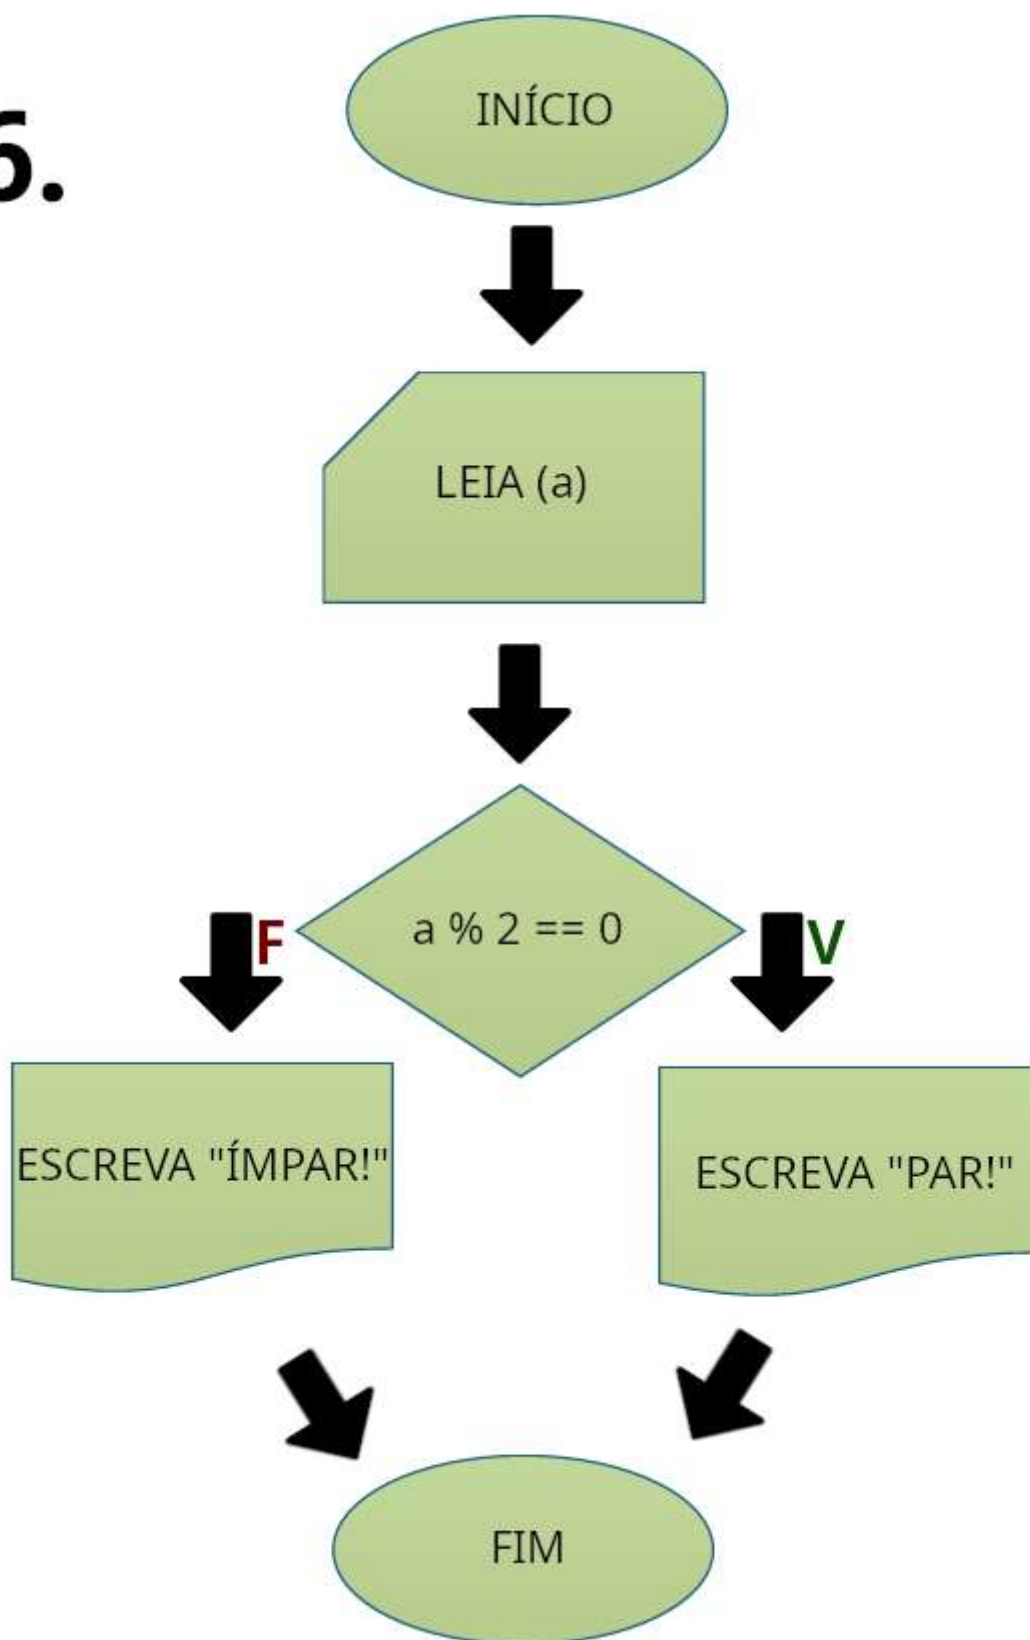 6.
INÍCIO
LEIA (a)
a % 2 == 0
F
V
ESCREVA "ÍMPAR!"
ESCREVA "PAR!"
FIM